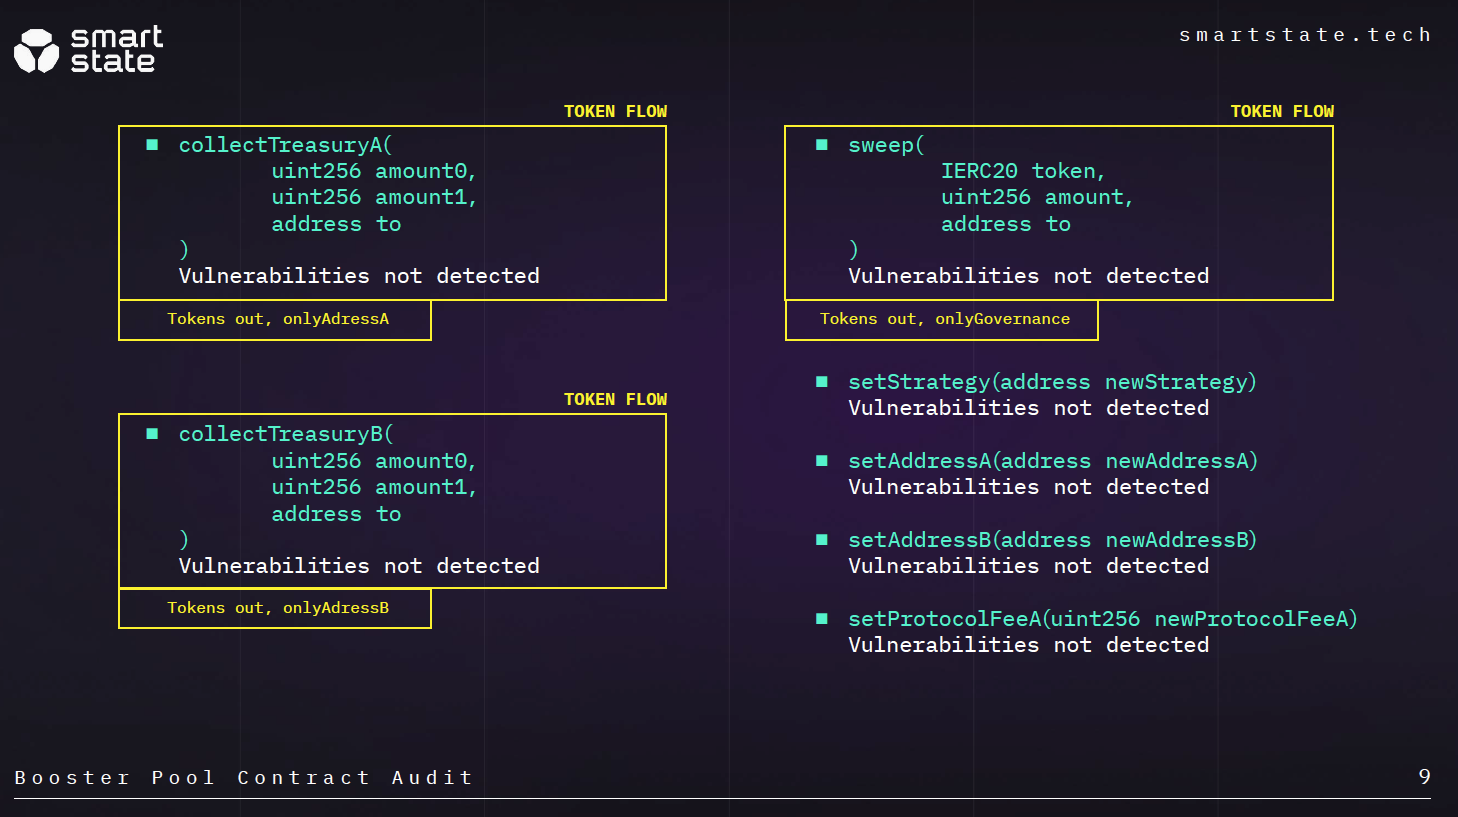 smart
state
smartstate.tech
TOKEN FLOW
■ collectTreasuryA(
uint256 amount0,
uint256 amount1,
address to
)
Vulnerabilities not detected
Tokens out, onlyAdressA
TOKEN FLOW
■ collectTreasuryB(
uint256 amount0,
uint256 amount1,
address to
)
Vulnerabilities not detected
Tokens out, onlyAdressB
TOKEN FLOW
■ sweep(
IERC20 token,
uint256 amount,
address to
)
Vulnerabilities not detected
Tokens out, onlyGovernance
■ setStrategy(address newStrategy)
Vulnerabilities not detected
■ setAddressA(address newAddressA)
Vulnerabilities not detected
■ setAddressB(address newAddressB)
Vulnerabilities not detected
■ setProtocolFeeA(uint256 newProtocolFeeA)
Vulnerabilities not detected
Booster Pool Contract Audit
9